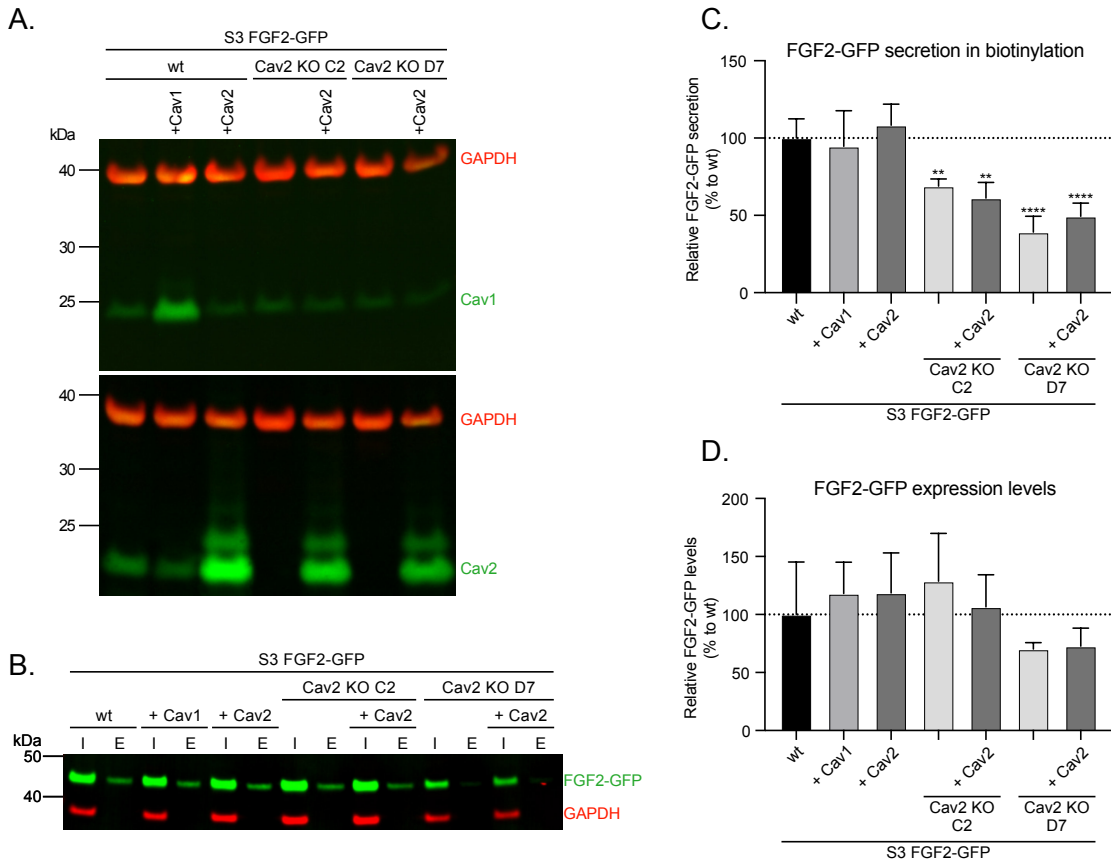 A.
S3 FGF2-GFP
wt
Cav2 KO C2
Cav2 KO D7
+Cav1
+Cav2
+Cav2
+Cav2
kDa
40
30
25
GAPDH
Cav1
40
30
25
GAPDH
Cav2
B.
S3 FGF2-GFP
Cav2 KO C2
Cav2 KO D7
wt
+ Cav1
+ Cav2
+ Cav2
+ Cav2
kDa
I E I E I E I E I E I E I E
50
40
FGF2-GFP
GAPDH
C.
FGF2-GFP secretion in biotinylation
Relative FGF2-GFP secretion
(% to wt)
150
100
50
0
**
**
****
****
wt
+ Cav1
+ Cav2
+ Cav2
+ Cav2
Cav2 KO
C2
Cav2 KO
D7
S3 FGF2-GFP
D.
FGF2-GFP expression levels
Relative FGF2-GFP levels
(% to wt)
200
150
100
50
0
wt
+ Cav1
+ Cav2
+ Cav2
+ Cav2
Cav2 KO
C2
Cav2 KO
D7
S3 FGF2-GFP